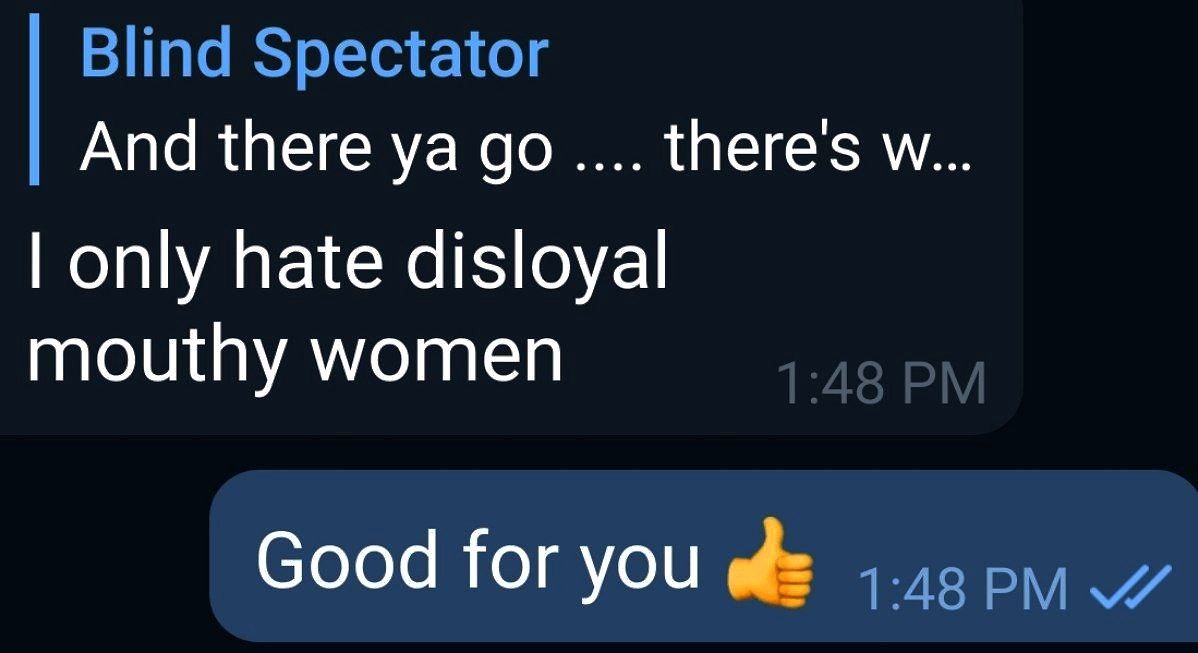 Blind Spectator
And there ya go .... there's w...
I only hate disloyal
mouthy women
1:48 PM
Good for you 👍 1:48 PM